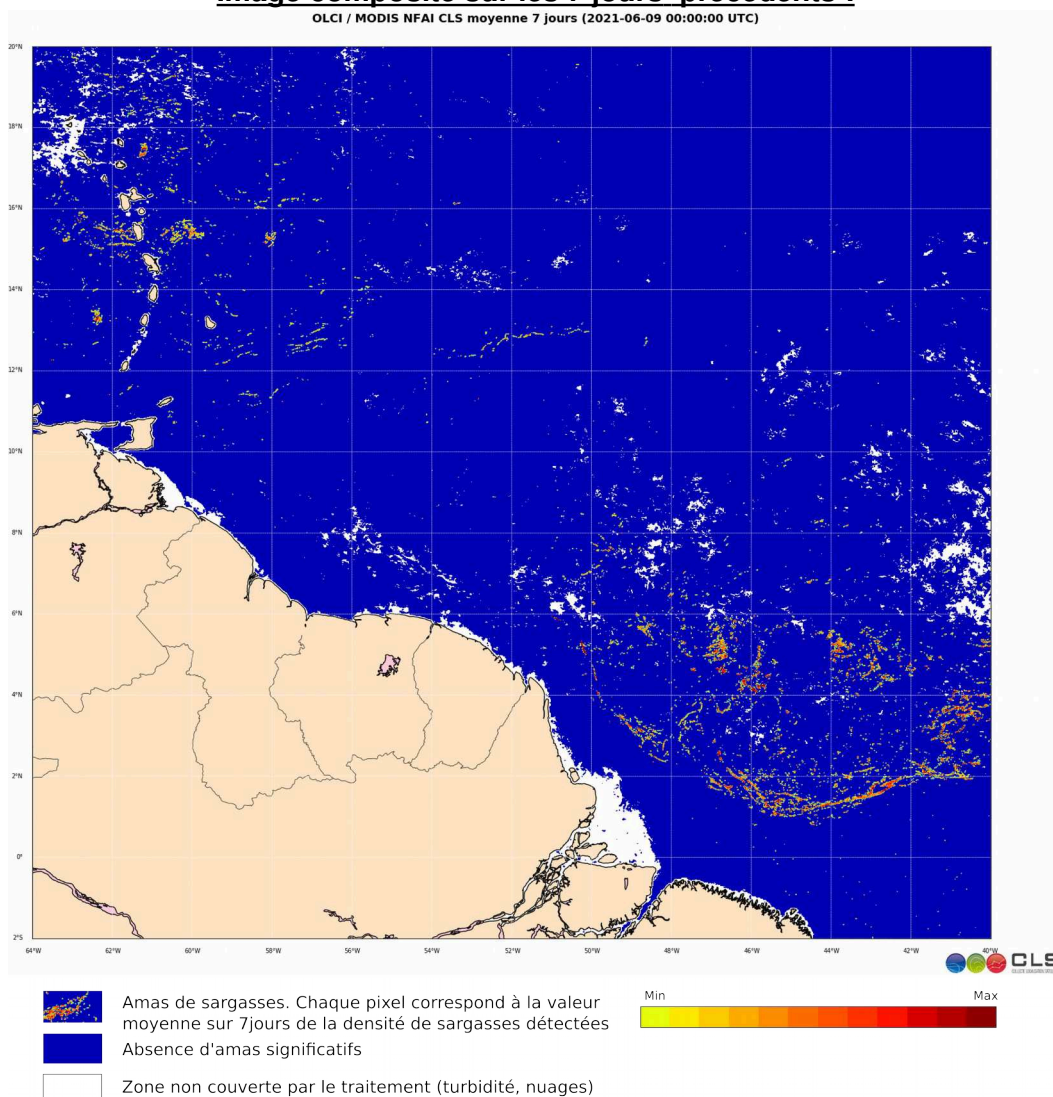 Image composite sur les 7 jours précédents :
OLCI / MODIS NFAI CLS moyenne 7 jours (2021-06-09 00:00:00 UTC)
20°N
18°N
16°N
14°N
12°N
10°N
8°N
6°N
4°N
2°N
0°
2°S
64°W 62°W 60°W 58°W 56°W 54°W 52°W 50°W 48°W 46°W 44°W 42°W 40°W
CLS
Amas de sargasses. Chaque pixel correspond à la valeur
moyenne sur 7jours de la densité de sargasses détectées
Min Max
Absence d'amas significatifs
Zone non couverte par le traitement (turbidité, nuages)